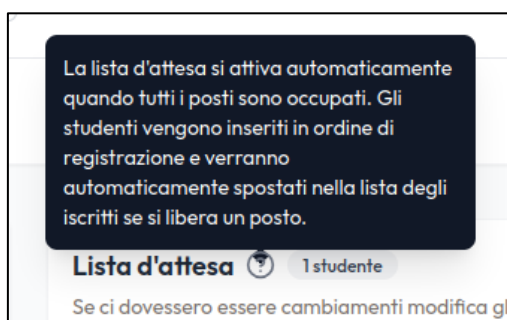 La lista d'attesa si attiva automaticamente
quando tutti i posti sono occupati. Gli
studenti vengono inseriti in ordine di
registrazione e verranno
automaticamente spostati nella lista degli
iscritti se si libera un posto.
Lista d'attesa ? 1 studente
Se ci dovessero essere cambiamenti modifica gl